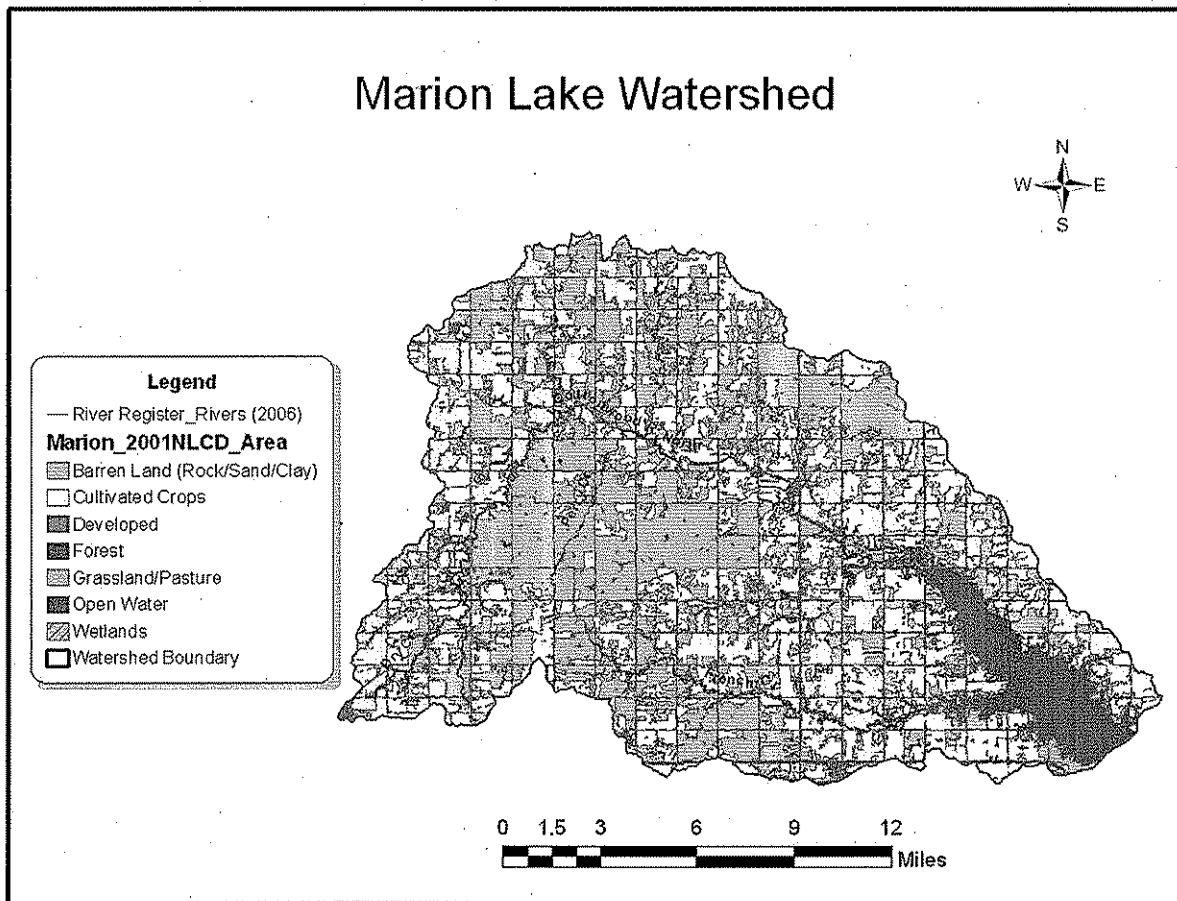 Marion Lake Watershed
N
W E
S
Legend
River Register_Rivers (2006)
Marion_2001NLCD_Area
Barren Land (Rock/Sand/Clay)
Cultivated Crops
Developed
Forest
Grassland/Pasture
Open Water
Wetlands
Watershed Boundary
0 1.5 3 6 9 12
Miles